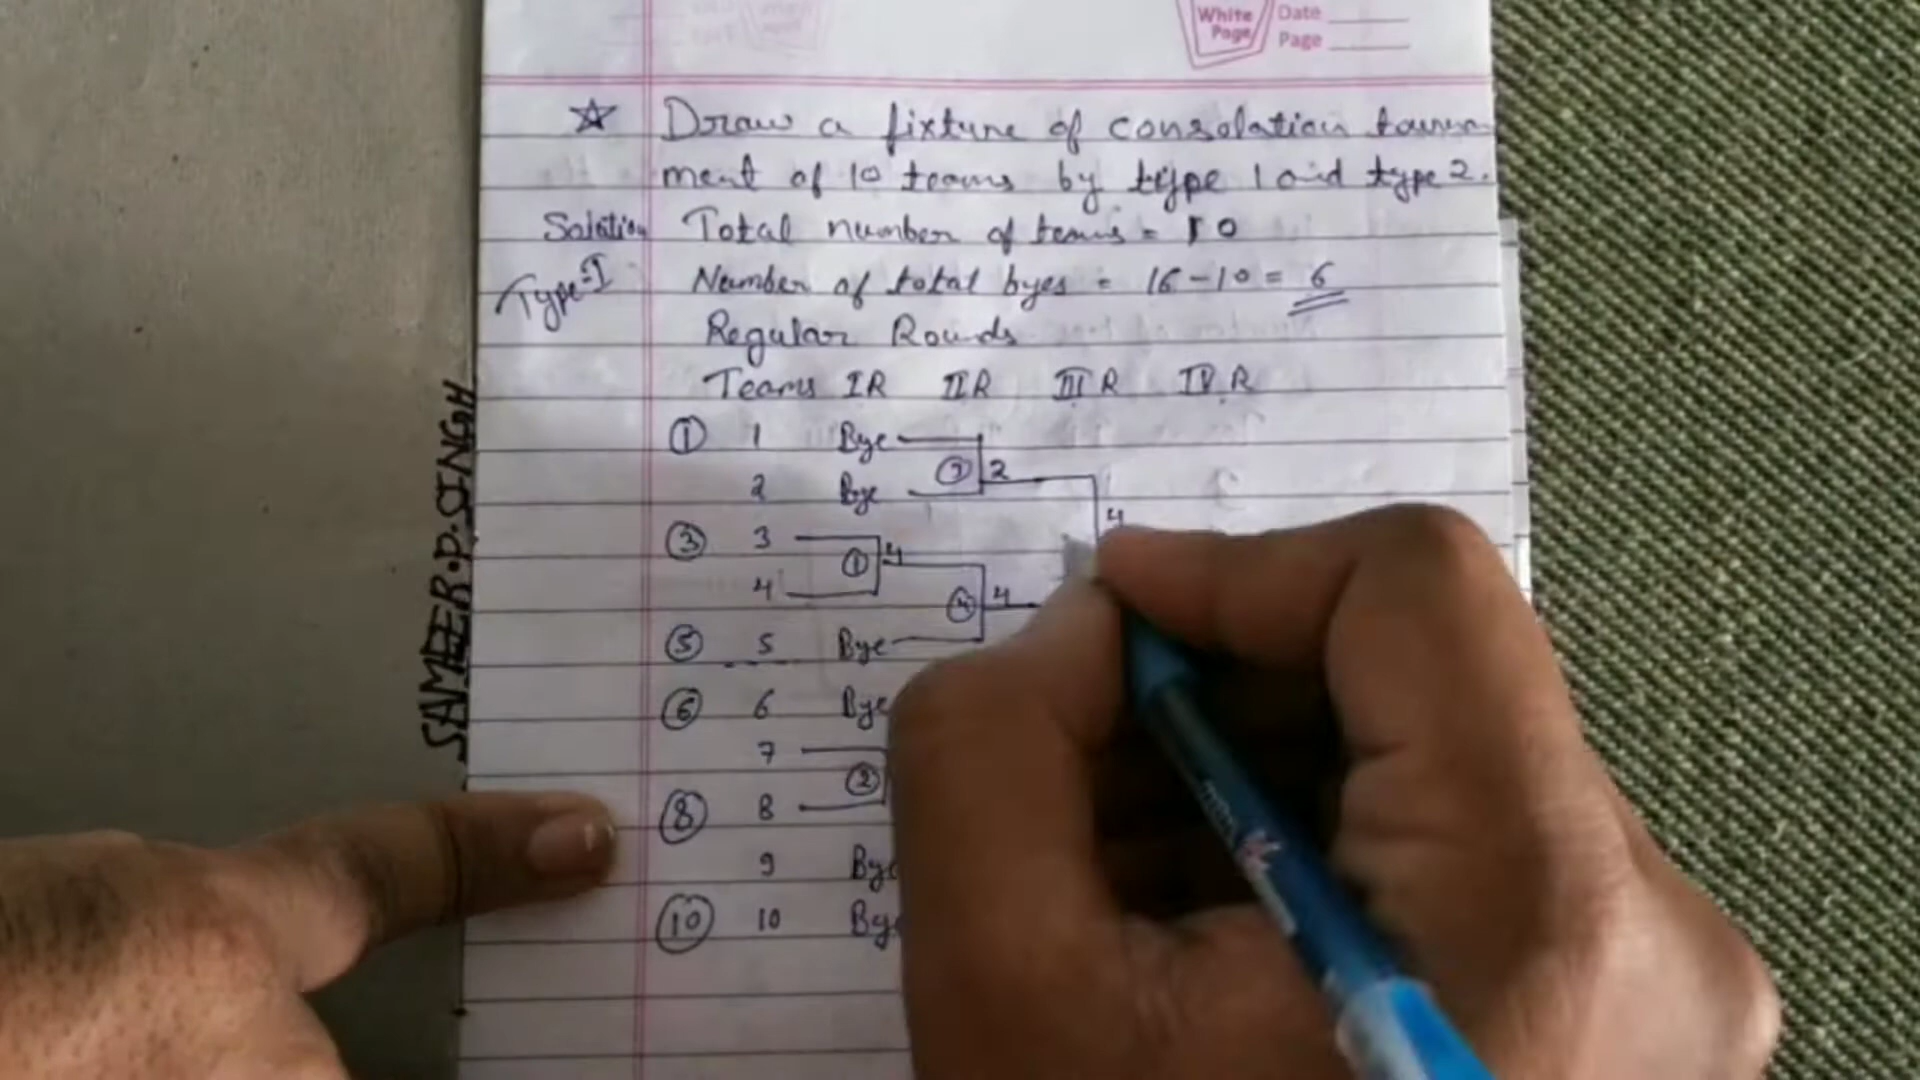 White Page
Date
Page
☆ Draw a fixture of consolation tourna
ment of 10 teams by type 1 and type 2.
Solution Total number of teams = 10
Type-I Number of total byes = 16-10 = 6
Regular Rounds
Teams IR IIR III R IV R
① 1 Bye
③ 2
2 Bye
4
③ 3
① 4
4
④ 4
⑤ 5 Bye
⑥ 6 Bye
7
②
⑧ 8
9 Bye
⑩ 10 Bye
SAMEER.P.SINGH